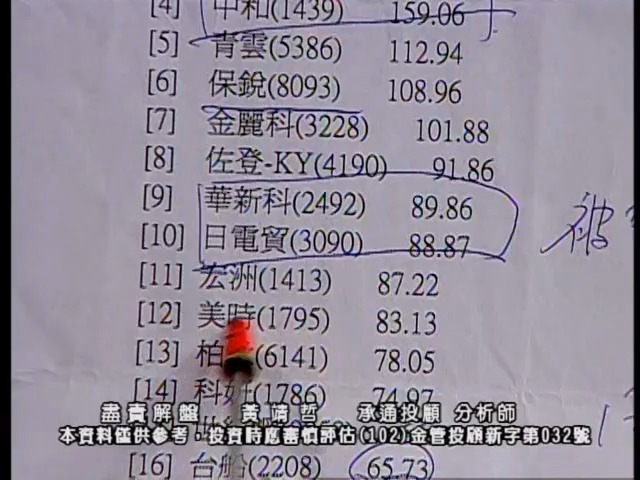 [4] 中和(1439) 159.06
[5] 青雲(5386) 112.94
[6] 保銳(8093) 108.96
[7] 金麗科(3228) 101.88
[8] 佐登-KY(4190) 91.86
[9] 華新科(2492) 89.86
[10] 日電貿(3090) 88.87
被
[11] 宏洲(1413) 87.22
[12] 美時(1795) 83.13
[13] 柏 (6141) 78.05
[14] 科妍(1786) 74.97
盡責解盤 黃靖哲 承通投顧 分析師
本資料僅供參考，投資時應審慎評估(102)金管投顧新字第032號
[16] 台船(2208) 65.73